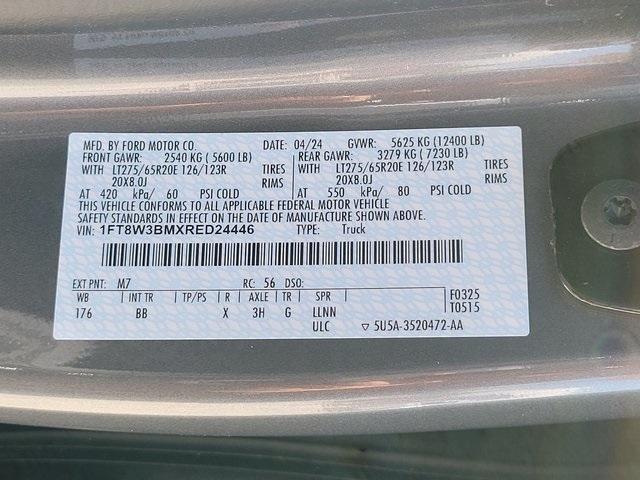 MFD. BY FORD MOTOR CO. DATE: 04/24 GVWR: 5625 KG (12400 LB)
FRONT GAWR: 2540 KG ( 5600 LB) REAR GAWR: 3279 KG ( 7230 LB)
WITH LT275/65R20E 126/123R TIRES WITH LT275/65R20E 126/123R TIRES
20X8.0J RIMS 20X8.0J RIMS
AT 420 kPa/ 60 PSI COLD AT 550 kPa/ 80 PSI COLD
THIS VEHICLE CONFORMS TO ALL APPLICABLE FEDERAL MOTOR VEHICLE
SAFETY STANDARDS IN EFFECT ON THE DATE OF MANUFACTURE SHOWN ABOVE.
VIN: 1FT8W3BMXRED24446 TYPE: Truck
EXT PNT: M7 RC: 56 DSO:
WB INT TR TP/PS R AXLE TR SPR F0325
176 BB X 3H G LLNN T0515
ULC ▽ 5U5A-3520472-AA